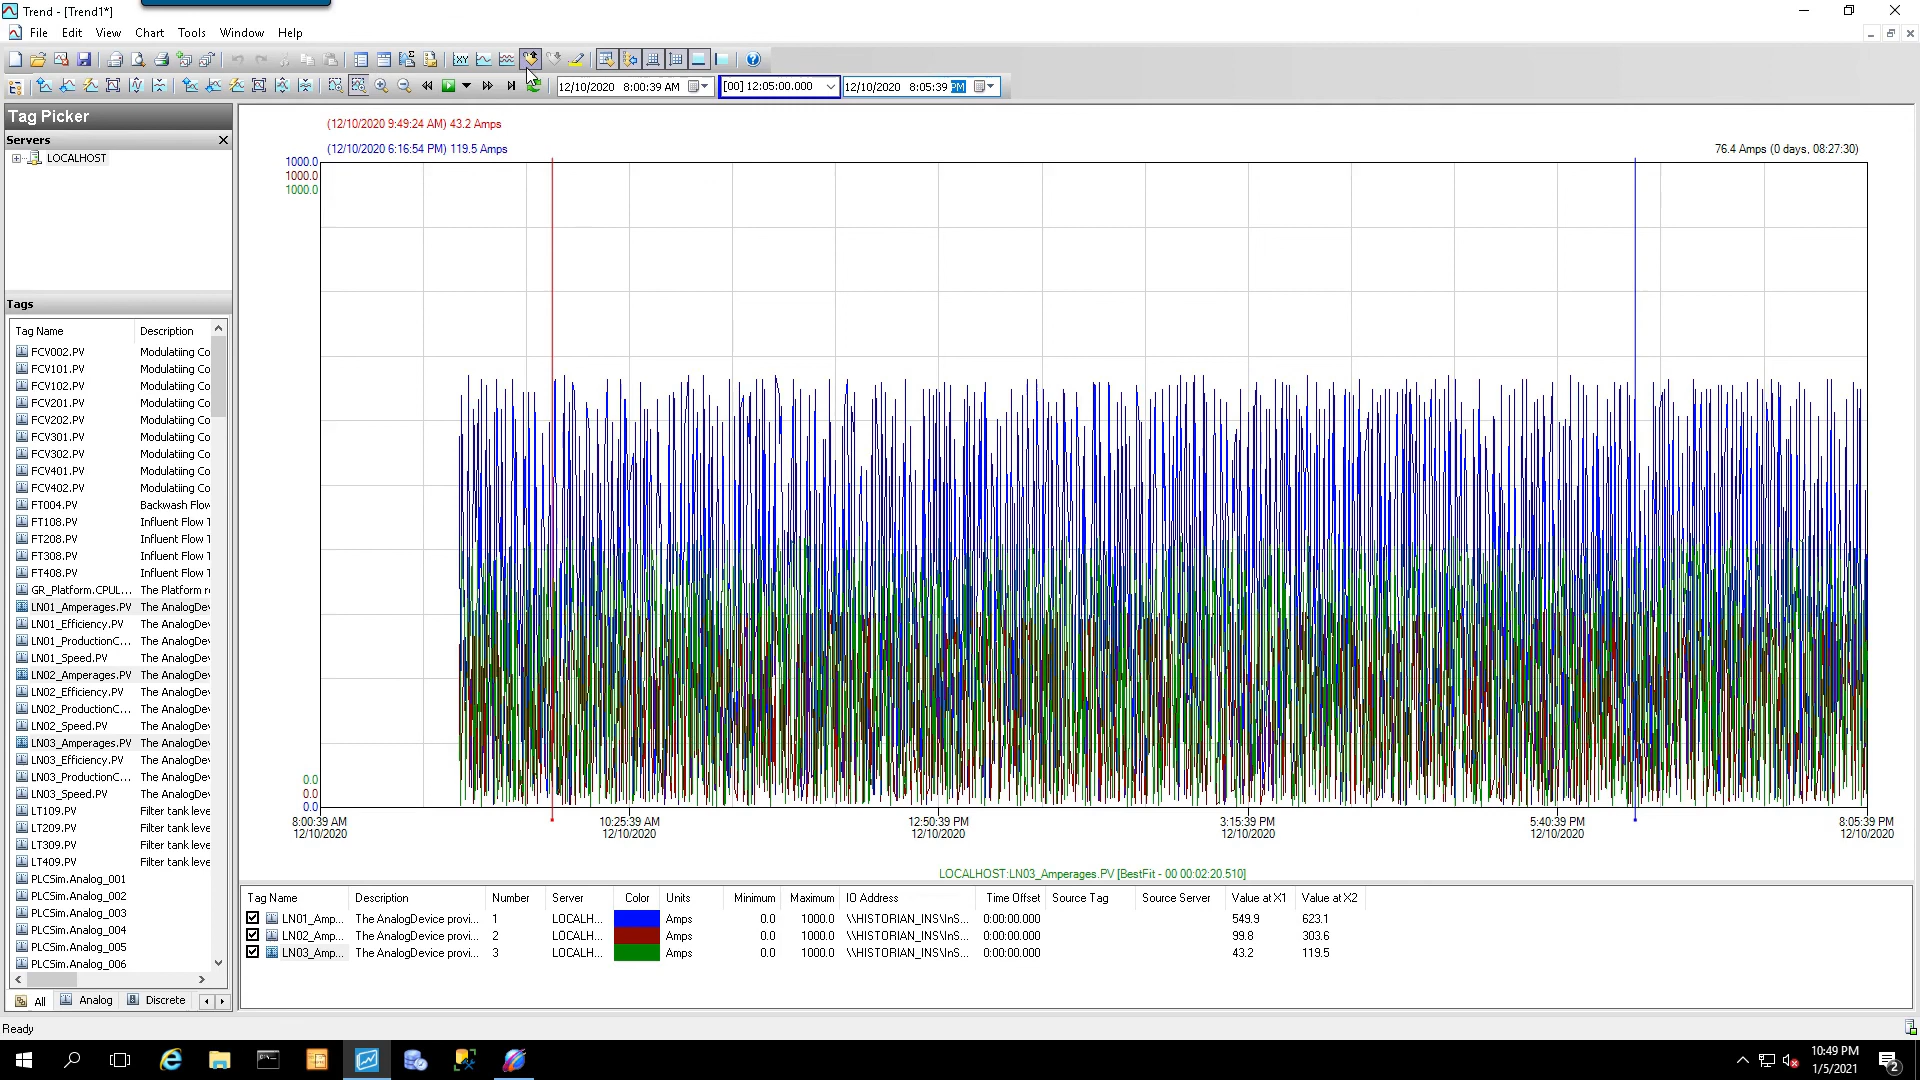 Trend - [Trend1*]
File Edit View Chart Tools Window Help
12/10/2020 8:00:39 AM [00] 12:05:00.000 12/10/2020 8:05:39 PM
Tag Picker
Servers
LOCALHOST
Tags
Tag Name Description
FCV002.PV Modulatiing Co
FCV101.PV Modulatiing Co
FCV102.PV Modulatiing Co
FCV201.PV Modulatiing Co
FCV202.PV Modulatiing Co
FCV301.PV Modulatiing Co
FCV302.PV Modulatiing Co
FCV401.PV Modulatiing Co
FCV402.PV Modulatiing Co
FT004.PV Backwash Flow
FT108.PV Influent Flow T
FT208.PV Influent Flow T
FT308.PV Influent Flow T
FT408.PV Influent Flow T
GR_Platform.CPUL... The Platform r
LN01_Amperages.PV The AnalogDev
LN01_Efficiency.PV The AnalogDev
LN01_ProductionC... The AnalogDev
LN01_Speed.PV The AnalogDev
LN02_Amperages.PV The AnalogDev
LN02_Efficiency.PV The AnalogDev
LN02_ProductionC... The AnalogDev
LN02_Speed.PV The AnalogDev
LN03_Amperages.PV The AnalogDev
LN03_Efficiency.PV The AnalogDev
LN03_ProductionC... The AnalogDev
LN03_Speed.PV The AnalogDev
LT109.PV Filter tank leve
LT209.PV Filter tank leve
LT309.PV Filter tank leve
LT409.PV Filter tank leve
PLCSim.Analog_001
PLCSim.Analog_002
PLCSim.Analog_003
PLCSim.Analog_004
PLCSim.Analog_005
PLCSim.Analog_006
All Analog Discrete
(12/10/2020 9:49:24 AM) 43.2 Amps
(12/10/2020 6:16:54 PM) 119.5 Amps
76.4 Amps (0 days, 08:27:30)
1000.0
1000.0
1000.0
0.0
0.0
0.0
8:00:39 AM 10:25:39 AM 12:50:39 PM 3:15:39 PM 5:40:39 PM 8:05:39 PM
12/10/2020 12/10/2020 12/10/2020 12/10/2020 12/10/2020 12/10/2020
LOCALHOST:LN03_Amperages.PV [BestFit - 00 00:02:20.510]
Tag Name Description Number Server Color Units Minimum Maximum IO Address Time Offset Source Tag Source Server Value at X1 Value at X2
LN01_Amp... The AnalogDevice provi... 1 LOCALH... Amps 0.0 1000.0 \\HISTORIAN_INS\InS... 0:00:00.000 549.9 623.1
LN02_Amp... The AnalogDevice provi... 2 LOCALH... Amps 0.0 1000.0 \\HISTORIAN_INS\InS... 0:00:00.000 99.8 303.6
LN03_Amp... The AnalogDevice provi... 3 LOCALH... Amps 0.0 1000.0 \\HISTORIAN_INS\InS... 0:00:00.000 43.2 119.5
Ready
10:49 PM
1/5/2021
2